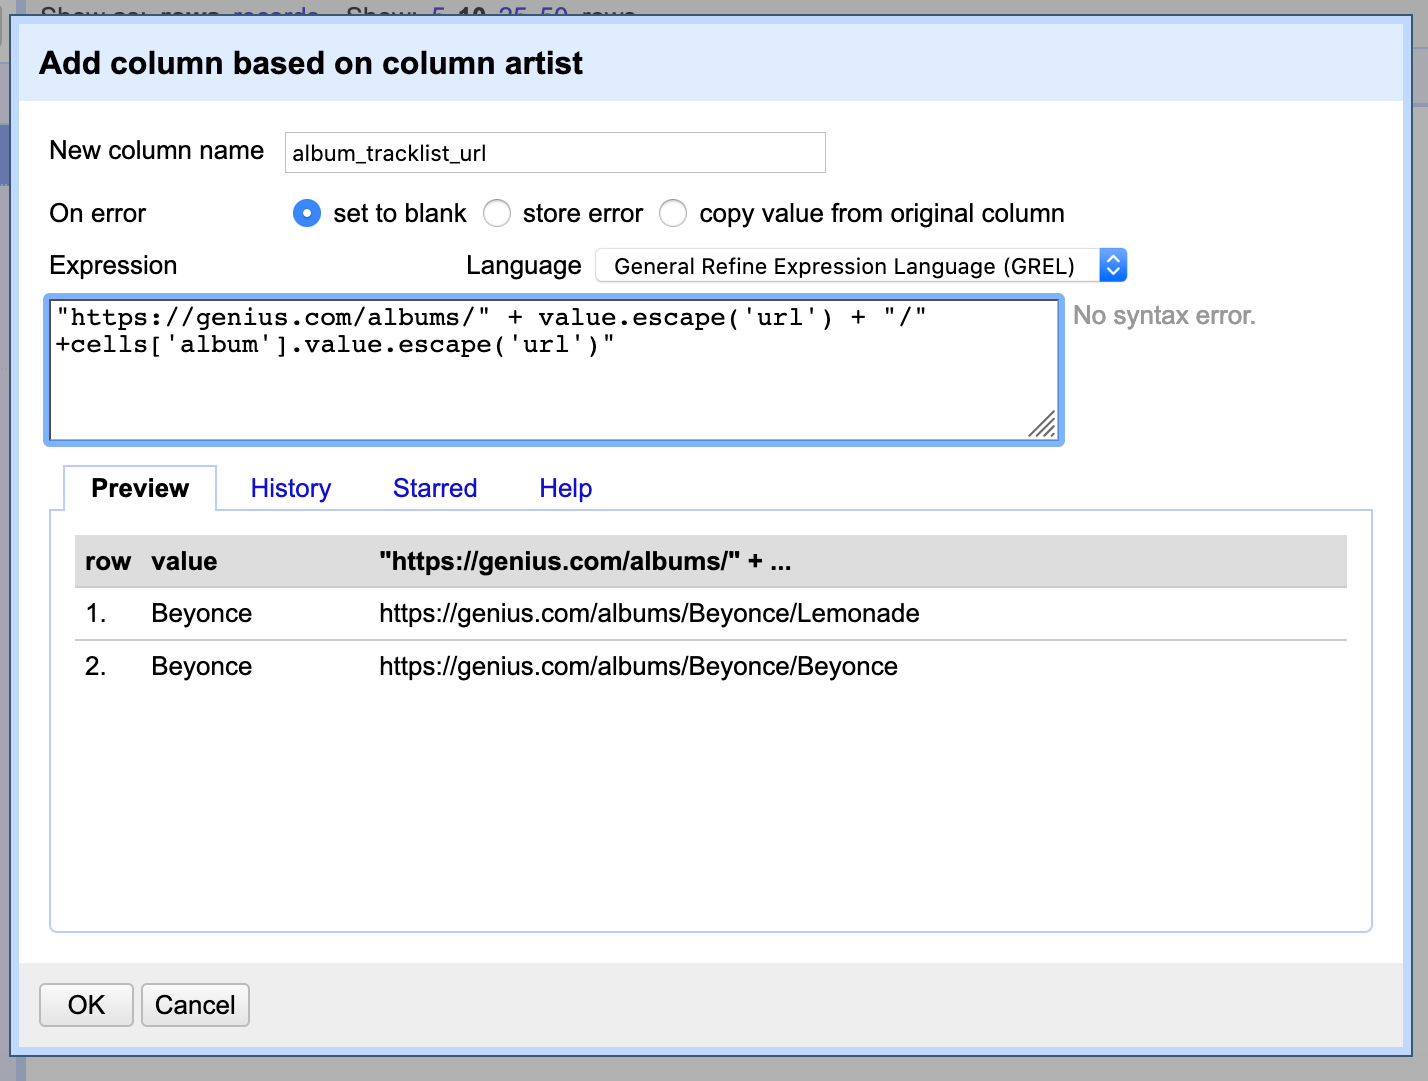 Show as: rows records Show: 5 10 25 50 rows
Add column based on column artist
New column name album_tracklist_url
On error set to blank store error copy value from original column
Expression Language General Refine Expression Language (GREL)
"https://genius.com/albums/" + value.escape('url') + "/"
+cells['album'].value.escape('url')"
No syntax error.
Preview History Starred Help
row value "https://genius.com/albums/" + ...
1. Beyonce https://genius.com/albums/Beyonce/Lemonade
2. Beyonce https://genius.com/albums/Beyonce/Beyonce
OK Cancel